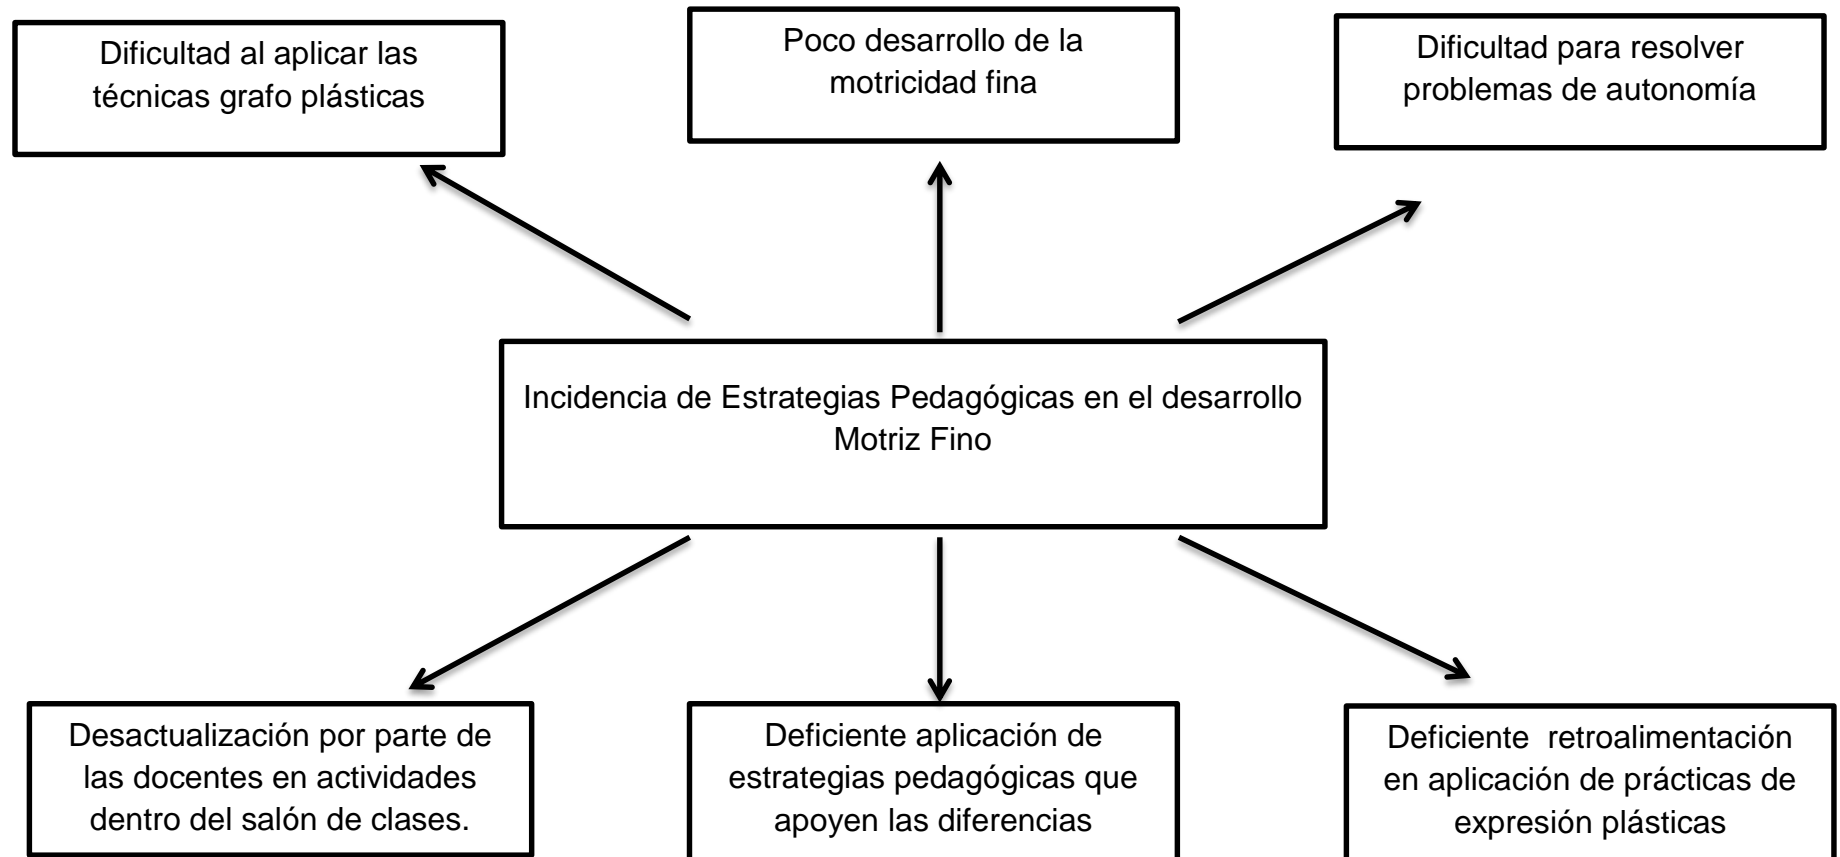 Dificultad al aplicar las
técnicas grafo plásticas
Poco desarrollo de la
motricidad fina
Dificultad para resolver
problemas de autonomía
Incidencia de Estrategias Pedagógicas en el desarrollo
Motriz Fino
Desactualización por parte de
las docentes en actividades
dentro del salón de clases.
Deficiente aplicación de
estrategias pedagógicas que
apoyen las diferencias
Deficiente  retroalimentación
en aplicación de prácticas de
expresión plásticas